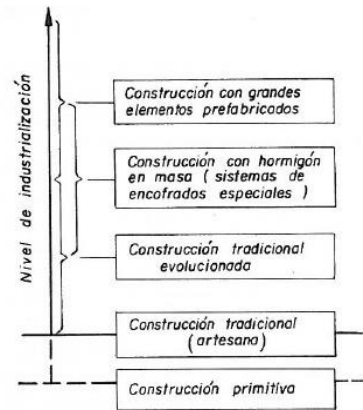 Nivel de industrialización
Construcción con grandes
elementos prefabricados
Construcción con hormigón
en masa ( sistemas de
encofrados especiales )
Construcción tradicional
evolucionada
Construcción tradicional
(artesana)
Construcción primitiva